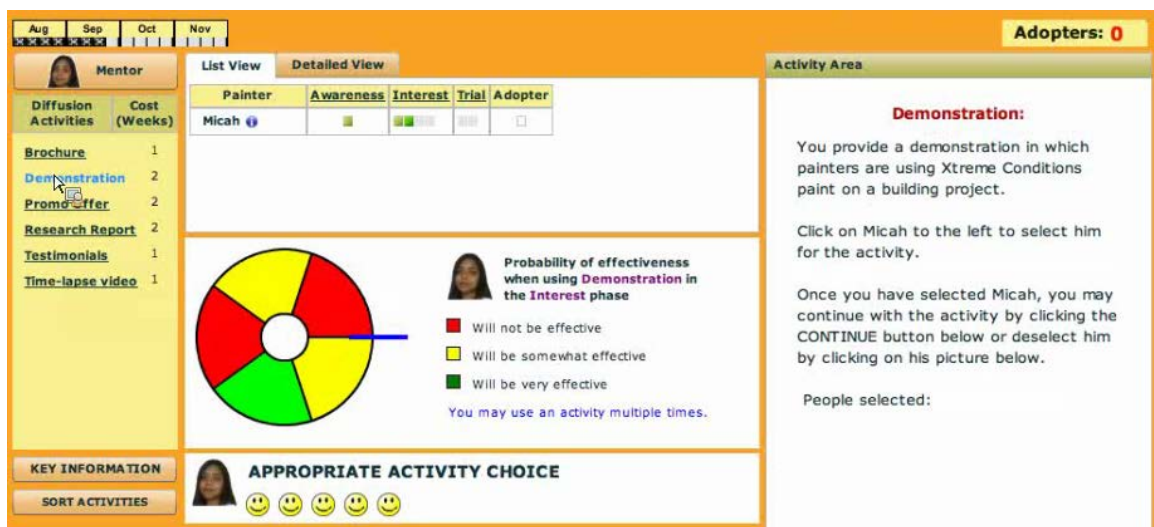 Aug Sep Oct Nov
Adopters: 0
Mentor
Diffusion Activities
Cost (Weeks)
Brochure 1
Demonstration 2
Promo Offer 2
Research Report 2
Testimonials 1
Time-lapse video 1
KEY INFORMATION
SORT ACTIVITIES
List View Detailed View
Painter Awareness Interest Trial Adopter
Micah
Probability of effectiveness
when using Demonstration in
the Interest phase
Will not be effective
Will be somewhat effective
Will be very effective
You may use an activity multiple times.
APPROPRIATE ACTIVITY CHOICE
Activity Area
Demonstration:
You provide a demonstration in which
painters are using Xtreme Conditions
paint on a building project.
Click on Micah to the left to select him
for the activity.
Once you have selected Micah, you may
continue with the activity by clicking the
CONTINUE button below or deselect him
by clicking on his picture below.
People selected: